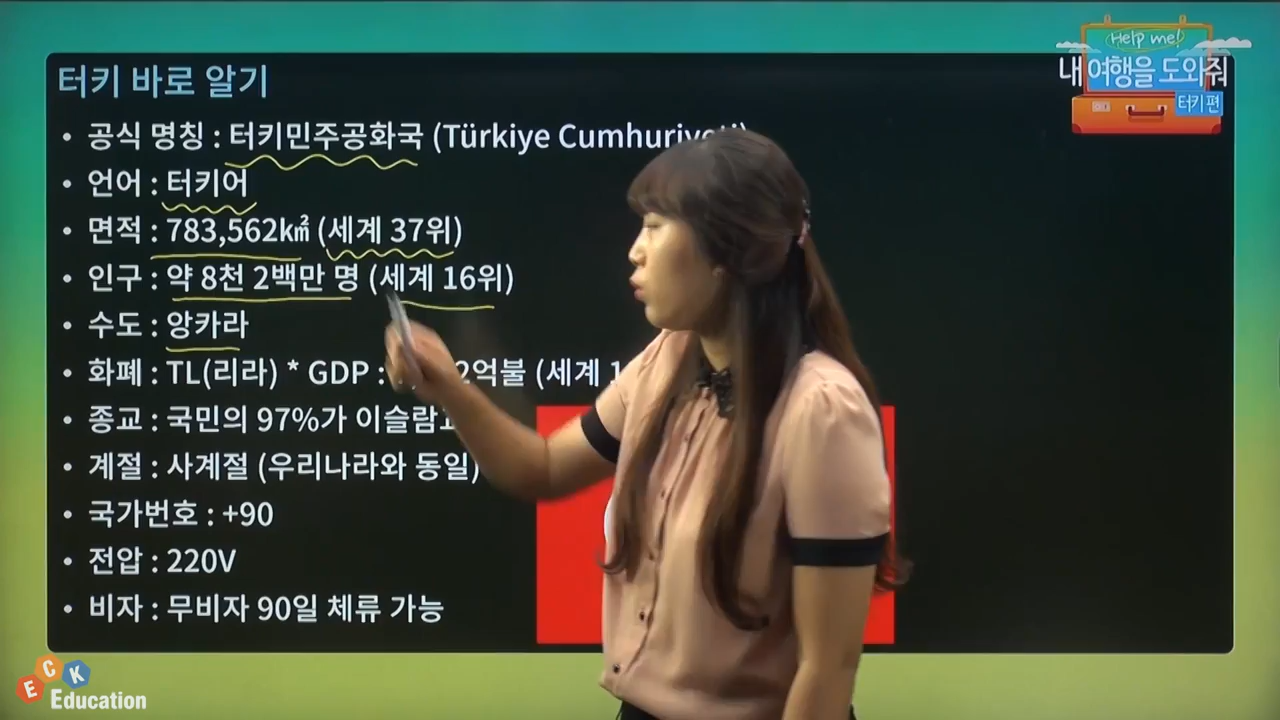 터키 바로 알기
• 공식 명칭 : 터키민주공화국 (Türkiye
• 언어 : 터키어
• 면적 : 783,562㎢ (세계 37위)
• 인구 : 약 8천 2백만 명 (세계 16위)
• 수도 : 앙카라
• 화폐 : TL(리라) * GDP : 2억불 (세계
• 종교 : 국민의 97%가
• 계절 : 사계절 (우리나라와 동일)
• 국가번호 : +90
• 전압 : 220V
• 비자 : 무비자 90일 체류 가능
Help me!
내 여행을 도와줘
터키편
ECK
Education